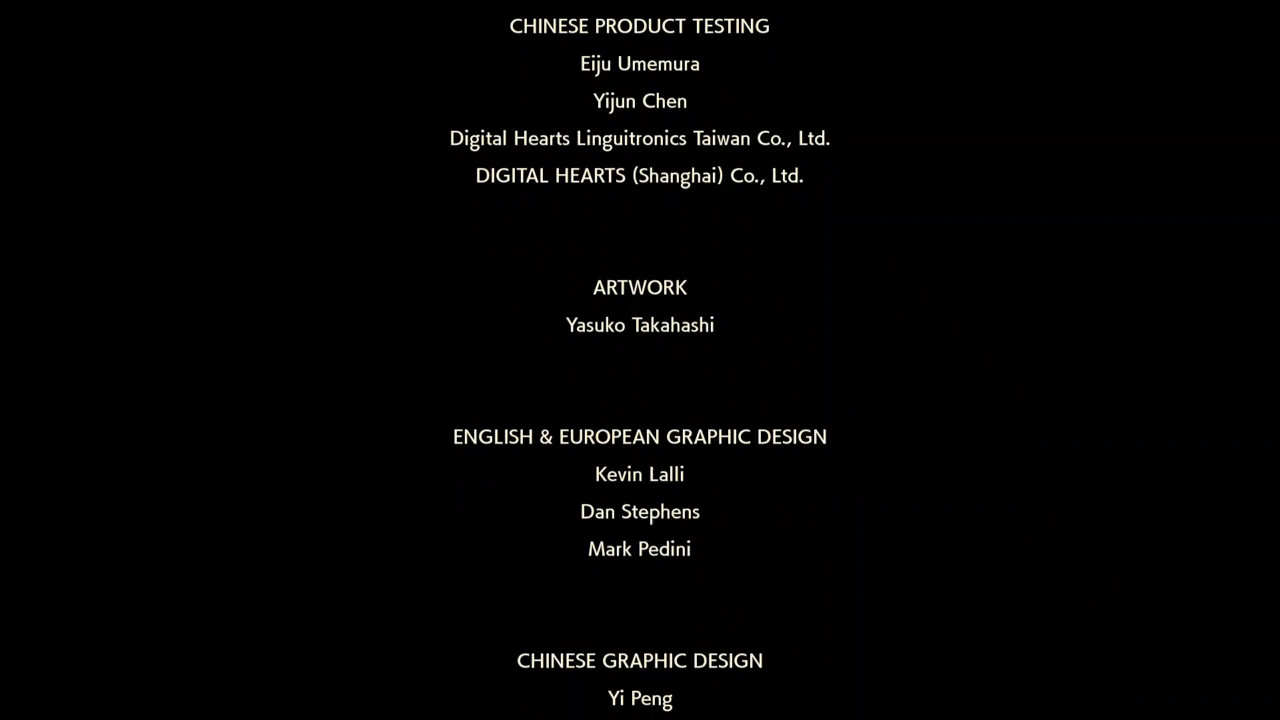 CHINESE PRODUCT TESTING
Eiju Umemura
Yijun Chen
Digital Hearts Linguitronics Taiwan Co., Ltd.
DIGITAL HEARTS (Shanghai) Co., Ltd.
ARTWORK
Yasuko Takahashi
ENGLISH & EUROPEAN GRAPHIC DESIGN
Kevin Lalli
Dan Stephens
Mark Pedini
CHINESE GRAPHIC DESIGN
Yi Peng